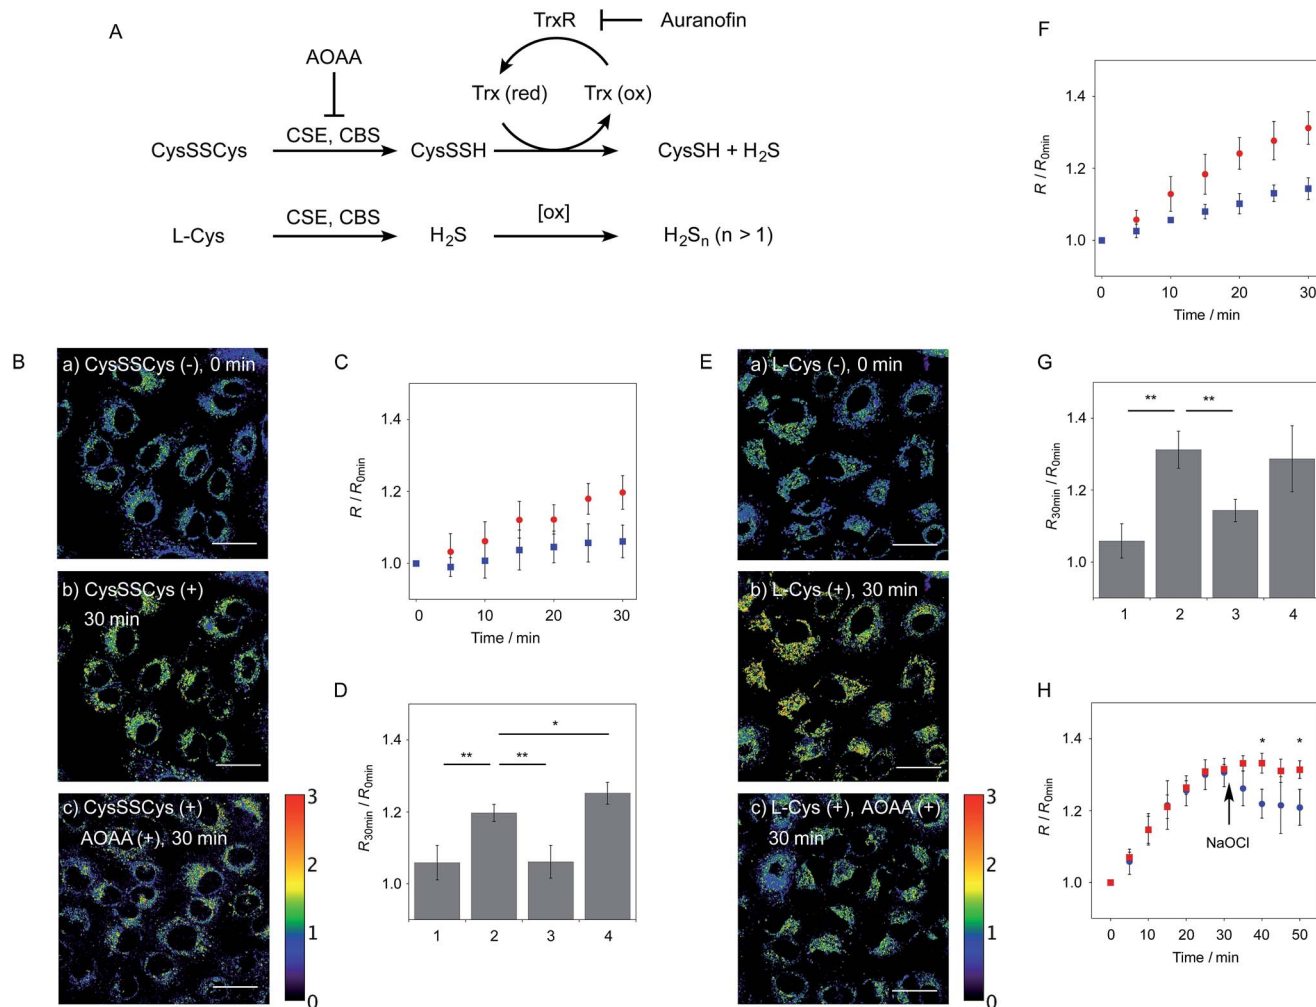 A
TrxR
Auranofin
AOAA
Trx (red)
Trx (ox)
CysSSCys
CSE, CBS
CysSSH
CysSH + H2S
L-Cys
CSE, CBS
H2S
[ox]
H2Sn (n > 1)
B
a) CysSSCys (-), 0 min
b) CysSSCys (+)
30 min
c) CysSSCys (+)
AOAA (+), 30 min
3
2
1
0
C
R / R0min
1.4
1.2
1.0
0
10
20
30
Time / min
D
R30min / R0min
1.4
1.2
1.0
**
**
*
1
2
3
4
E
a) L-Cys (-), 0 min
b) L-Cys (+), 30 min
c) L-Cys (+), AOAA (+)
30 min
3
2
1
0
F
R / R0min
1.4
1.2
1.0
0
10
20
30
Time / min
G
R30min / R0min
1.4
1.2
1.0
**
**
1
2
3
4
H
R / R0min
1.4
1.2
1.0
*
*
NaOCl
0
10
20
30
40
50
Time / min